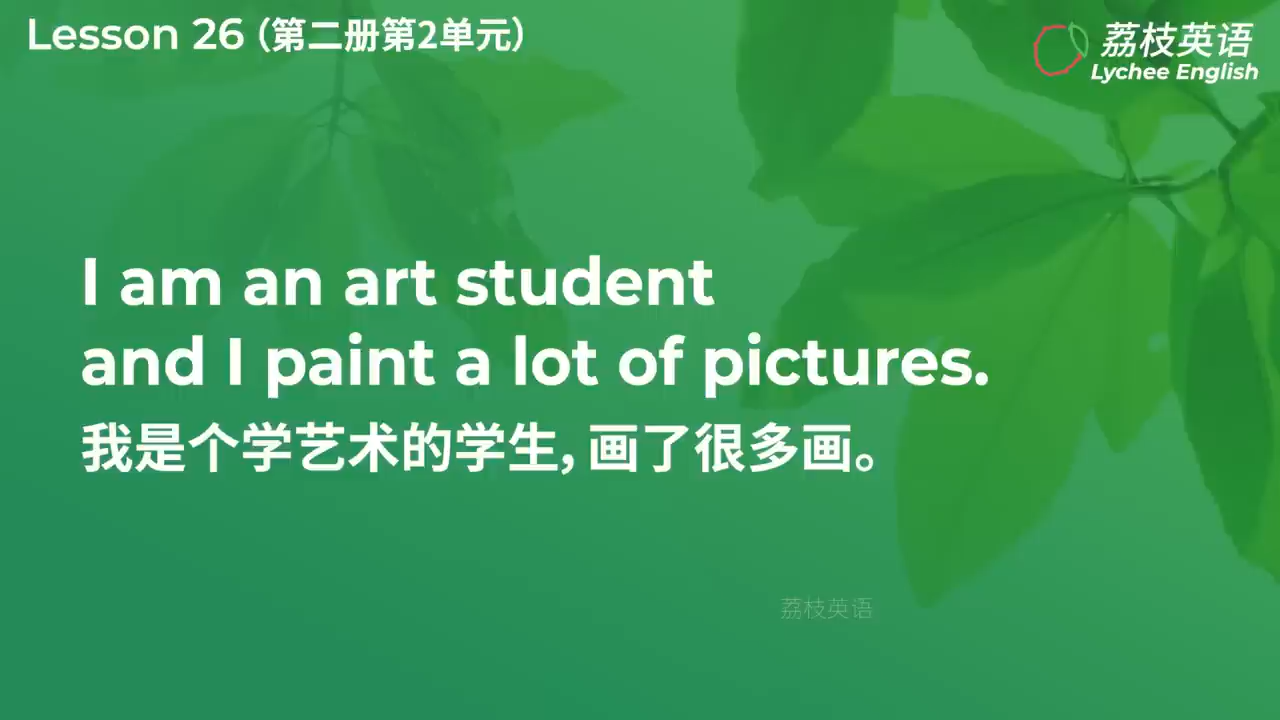 Lesson 26（第二册第2单元）
荔枝英语
Lychee English
I am an art student
and I paint a lot of pictures.
我是个学艺术的学生，画了很多画。
荔枝英语